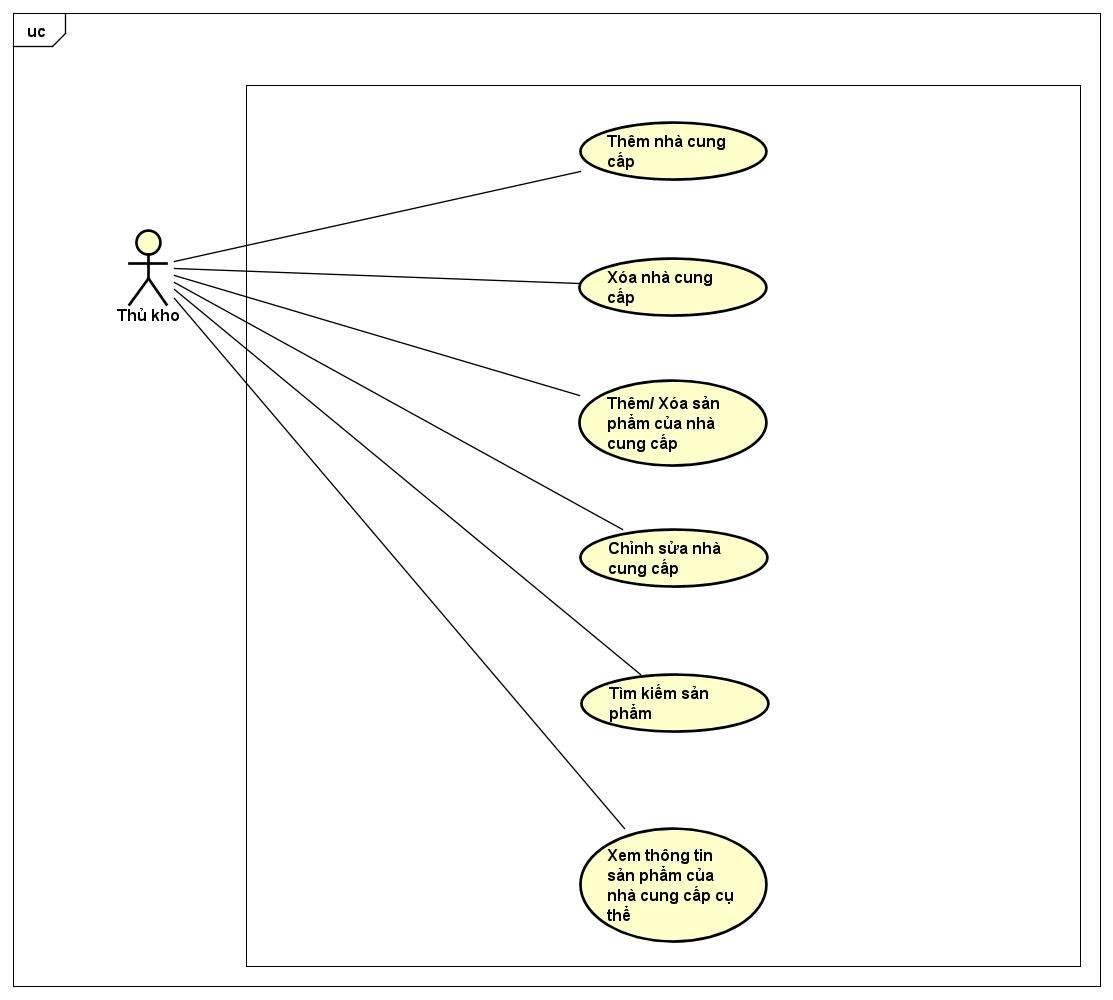 uc
Thêm nhà cung
cấp
Thủ kho
Xóa nhà cung
cấp
Thêm/ Xóa sản
phẩm của nhà
cung cấp
Chỉnh sửa nhà
cung cấp
Tìm kiếm sản
phẩm
Xem thông tin
sản phẩm của
nhà cung cấp cụ
thể